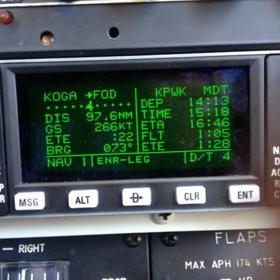 KOGA →FOD
DIS 97.6NM
GS 266KT
ETE :22
BRG 073°
NAV 1 ENR-LEG
KPWK MDT
DEP 14:13
TIME 15:18
ETA 16:46
FLT 1:05
ETE 1:28
D/T 4
MSG ALT D CLR ENT
RIGHT
FLAPS
MAX APH 174 KTS